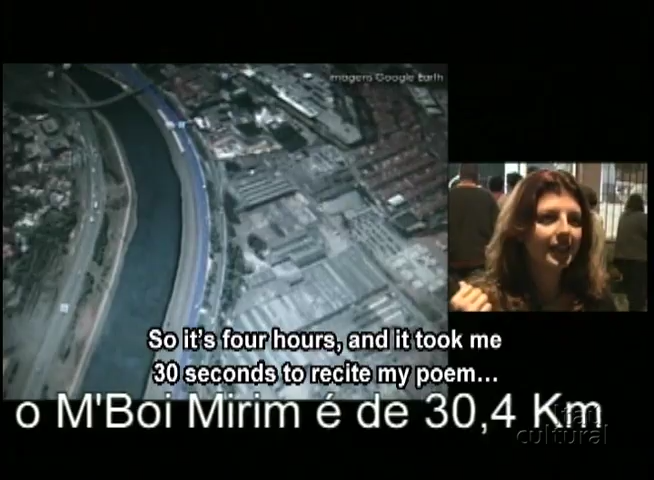 imagens Google Earth
So it's four hours, and it took me
30 seconds to recite my poem...
o M'Boi Mirim é de 30,4 Km
Itaú
cultural